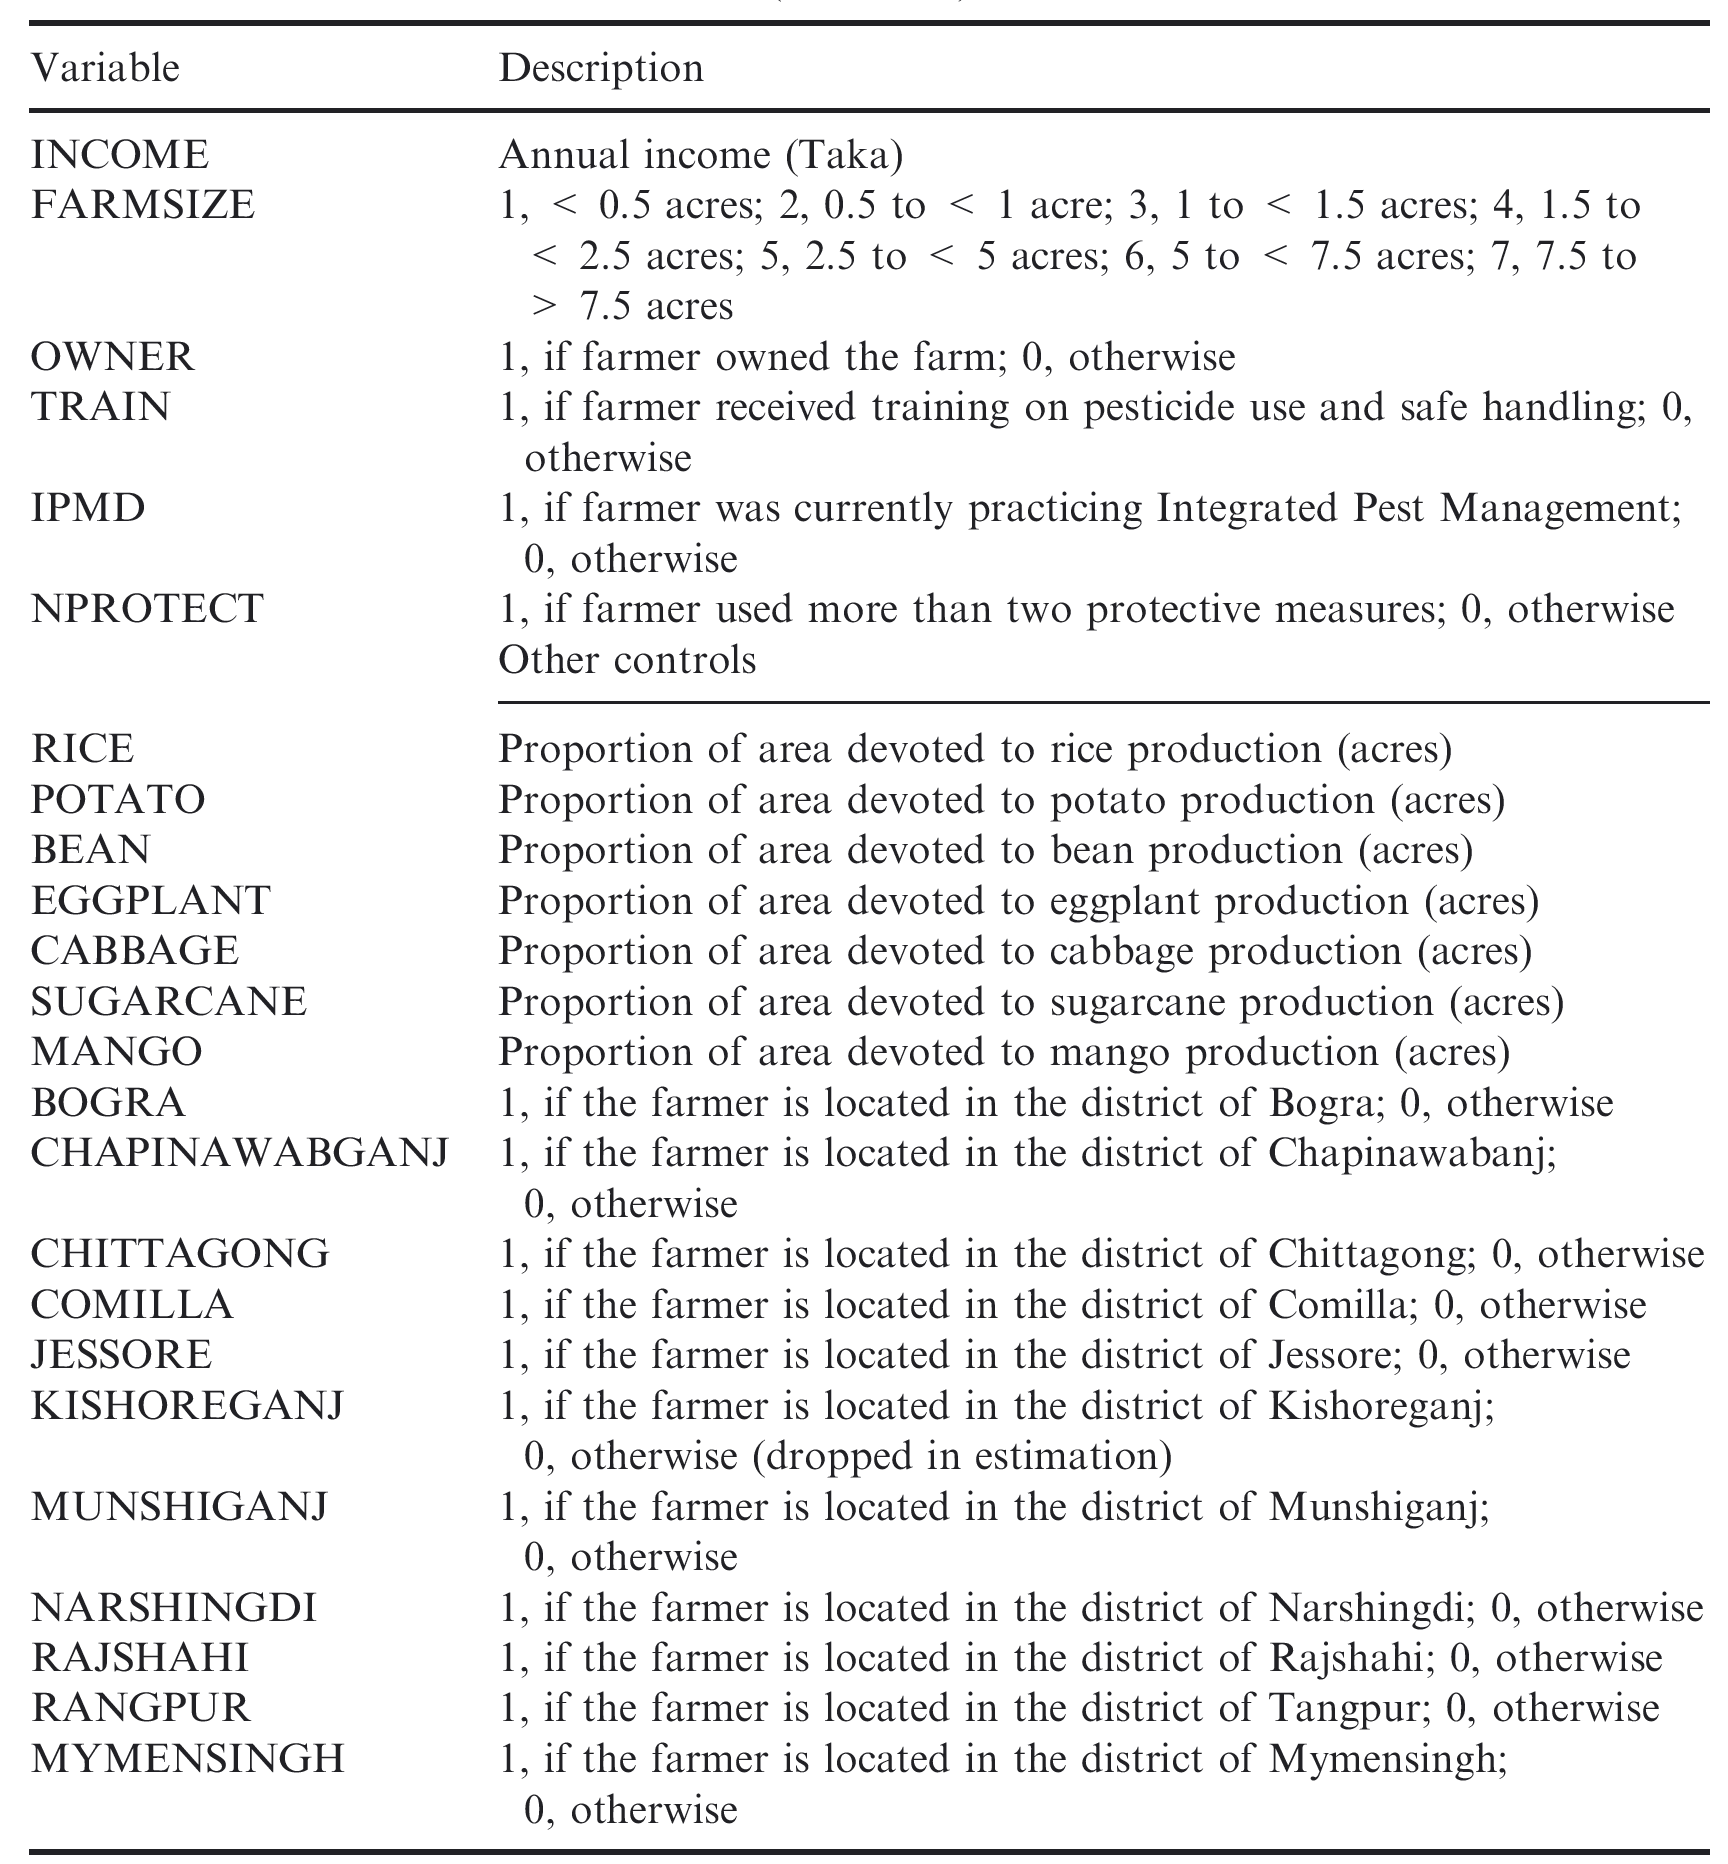 Variable Description
INCOME Annual income (Taka)
FARMSIZE 1, < 0.5 acres; 2, 0.5 to < 1 acre; 3, 1 to < 1.5 acres; 4, 1.5 to
< 2.5 acres; 5, 2.5 to < 5 acres; 6, 5 to < 7.5 acres; 7, 7.5 to
> 7.5 acres
OWNER 1, if farmer owned the farm; 0, otherwise
TRAIN 1, if farmer received training on pesticide use and safe handling; 0,
otherwise
IPMD 1, if farmer was currently practicing Integrated Pest Management;
0, otherwise
NPROTECT 1, if farmer used more than two protective measures; 0, otherwise
Other controls
RICE Proportion of area devoted to rice production (acres)
POTATO Proportion of area devoted to potato production (acres)
BEAN Proportion of area devoted to bean production (acres)
EGGPLANT Proportion of area devoted to eggplant production (acres)
CABBAGE Proportion of area devoted to cabbage production (acres)
SUGARCANE Proportion of area devoted to sugarcane production (acres)
MANGO Proportion of area devoted to mango production (acres)
BOGRA 1, if the farmer is located in the district of Bogra; 0, otherwise
CHAPINAWABGANJ 1, if the farmer is located in the district of Chapinawabanj;
0, otherwise
CHITTAGONG 1, if the farmer is located in the district of Chittagong; 0, otherwise
COMILLA 1, if the farmer is located in the district of Comilla; 0, otherwise
JESSORE 1, if the farmer is located in the district of Jessore; 0, otherwise
KISHOREGANJ 1, if the farmer is located in the district of Kishoreganj;
0, otherwise (dropped in estimation)
MUNSHIGANJ 1, if the farmer is located in the district of Munshiganj;
0, otherwise
NARSHINGDI 1, if the farmer is located in the district of Narshingdi; 0, otherwise
RAJSHAHI 1, if the farmer is located in the district of Rajshahi; 0, otherwise
RANGPUR 1, if the farmer is located in the district of Tangpur; 0, otherwise
MYMENSINGH 1, if the farmer is located in the district of Mymensingh;
0, otherwise